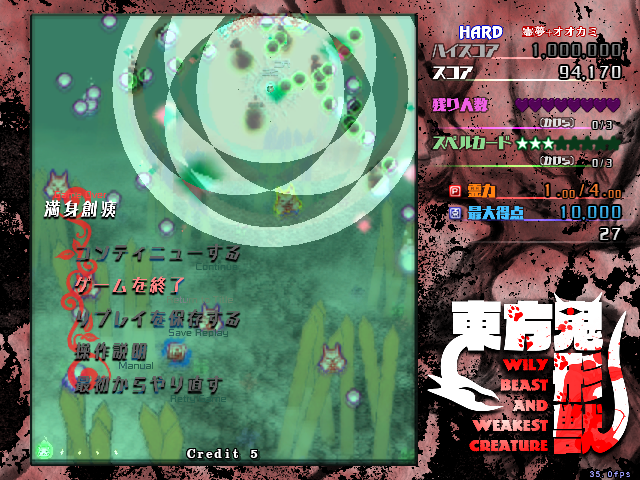 HARD 霊夢+オオカミ
ハイスコア 1,000,000
スコア 94,170
残り人数
(かけら) 0/3
スペルカード ★★★
(かけら) 0/3
P 霊力 1.00/4.00
最大得点 10,000
27
満身創痍
コンティニューする
Continue
ゲームを終了
リプレイを保存する
Save Replay
操作説明
Manual
最初からやり直す
Credit 5
東方鬼形獣
WILY
BEAST
AND
WEAKEST
CREATURE
35.0fps